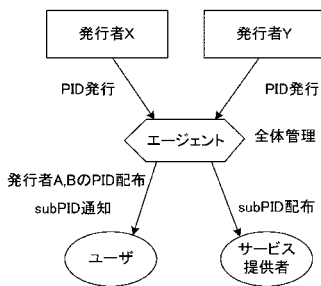 発行者X
発行者Y
PID発行
PID発行
エージェント
全体管理
発行者A,BのPID配布
subPID通知
subPID配布
ユーザ
サービス
提供者